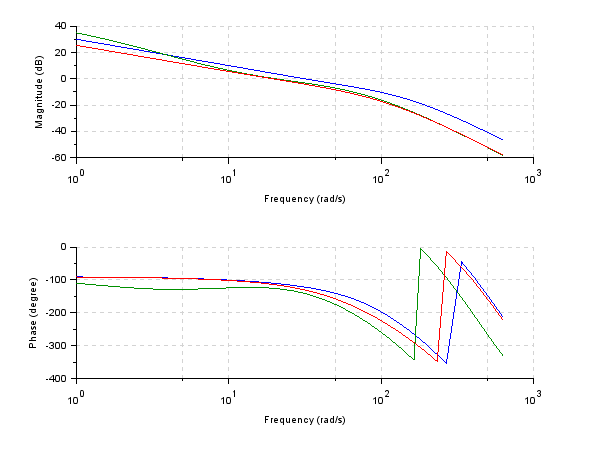 40
20
0
-20
-40
-60
Magnitude (dB)
10^0 10^1 10^2 10^3
Frequency (rad/s)
0
-100
-200
-300
-400
Phase (degree)
10^0 10^1 10^2 10^3
Frequency (rad/s)